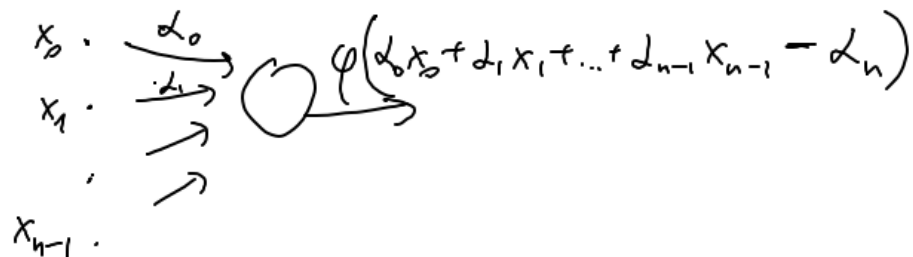 x₀ · α₀
φ(α₀x₀ + α₁x₁ + ... + αₙ₋₁xₙ₋₁ − αₙ)
x₁ · α₁
·
xₙ₋₁ ·